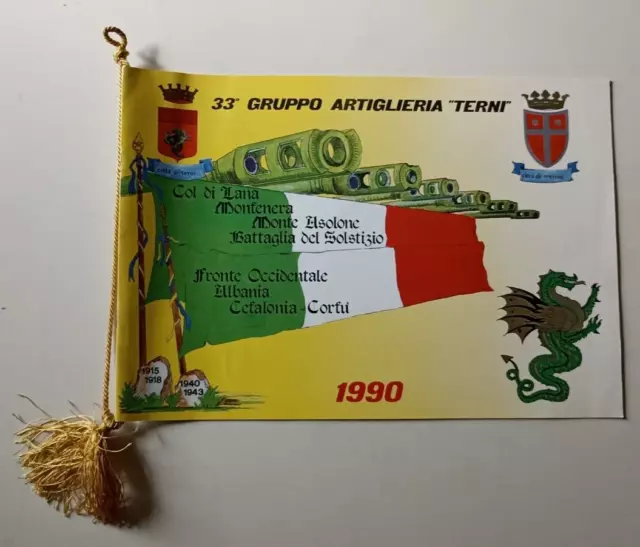 33° GRUPPO ARTIGLIERIA "TERNI"
Col di Lana
Montenera
Monte Asolone
Battaglia del Solstizio
Fronte Occidentale
Albania
Cefalonia-Corfù
1915
1918
1940
1943
1990